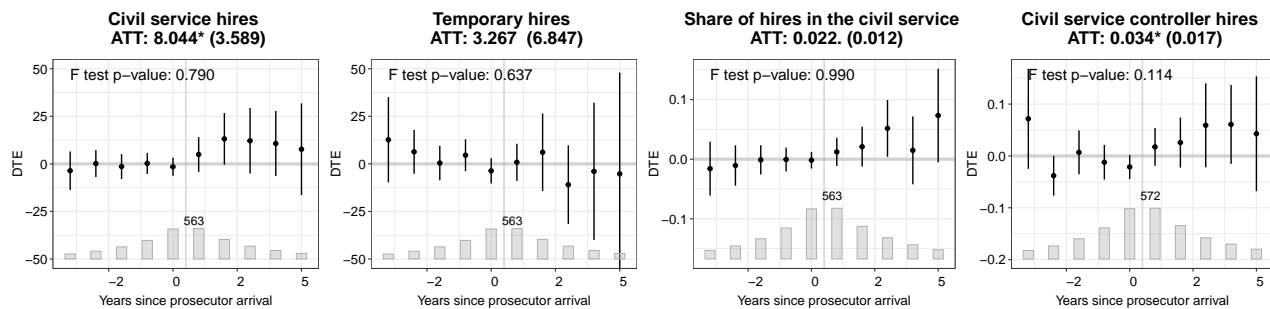 Civil service hires
ATT: 8.044* (3.589)
F test p−value: 0.790
DTE
50
25
0
−25
−50
563
−2
0
2
5
Years since prosecutor arrival
Temporary hires
ATT: 3.267 (6.847)
F test p−value: 0.637
DTE
50
25
0
−25
−50
563
−2
0
2
5
Years since prosecutor arrival
Share of hires in the civil service
ATT: 0.022. (0.012)
F test p−value: 0.990
DTE
0.1
0.0
−0.1
563
−2
0
2
5
Years since prosecutor arrival
Civil service controller hires
ATT: 0.034* (0.017)
F test p−value: 0.114
DTE
0.1
0.0
−0.1
−0.2
572
−2
0
2
5
Years since prosecutor arrival